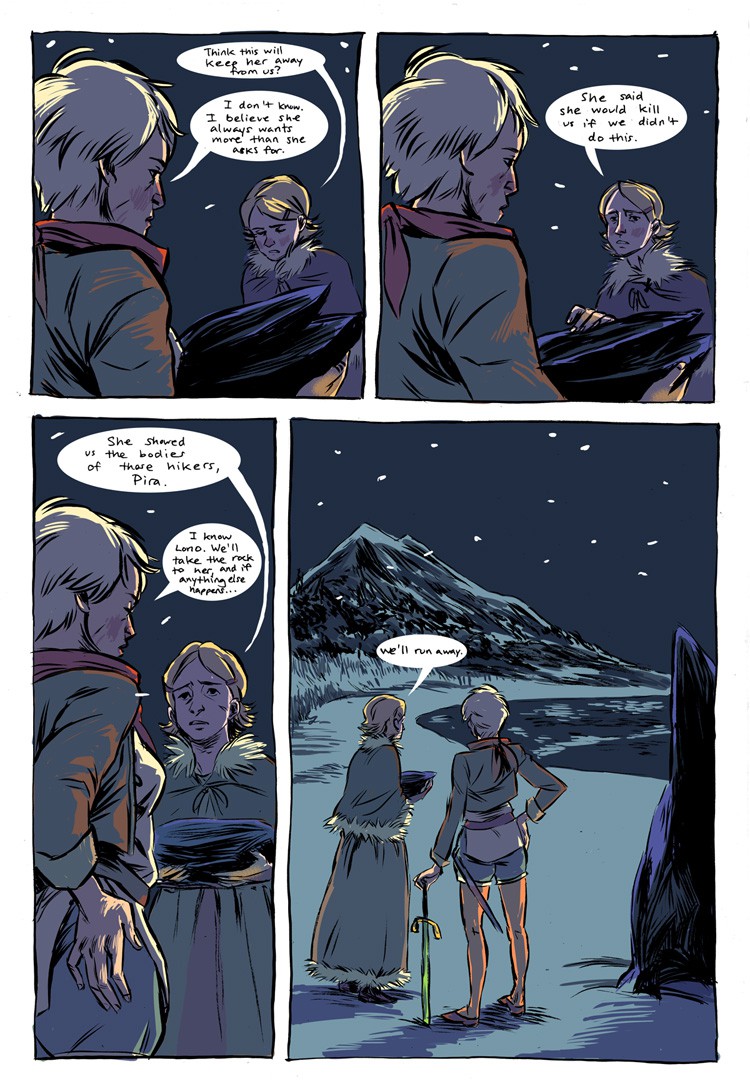 Think this will
keep her away
from us?
I don't know.
I believe she
always wants
more than she
asks for.
She said
she would kill
us if we didn't
do this.
She showed
us the bodies
of those hikers,
Pira.
I know
Loro. We'll
take the rock
to her, and if
anything else
happens...
We'll run away.